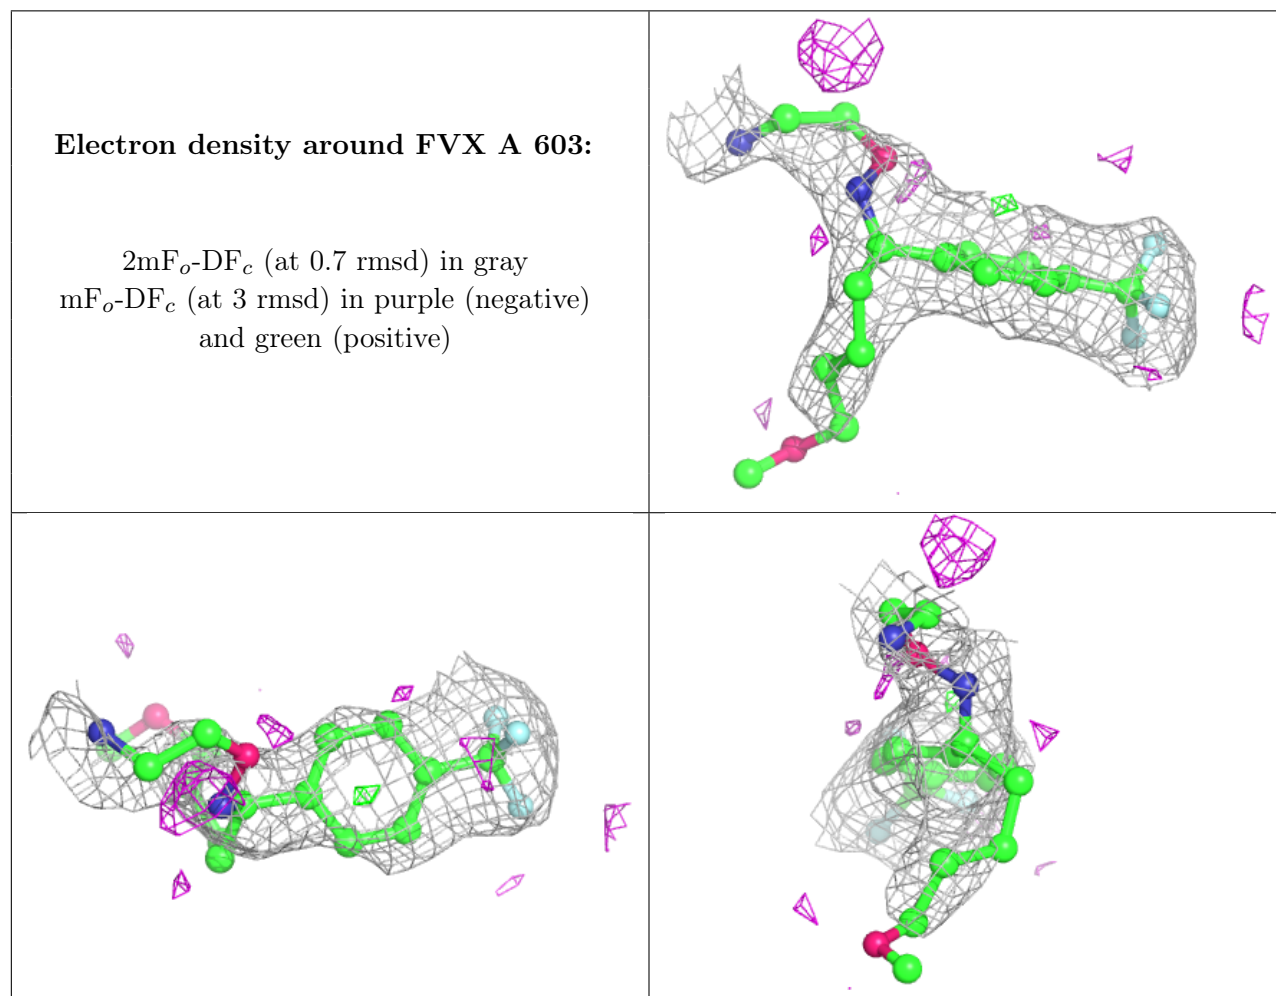 Electron density around FVX A 603:
2mFₒ-DF𝒸 (at 0.7 rmsd) in gray
mFₒ-DF𝒸 (at 3 rmsd) in purple (negative)
and green (positive)